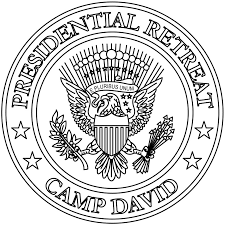 PRESIDENTIAL RETREAT
E PLURIBUS UNUM
CAMP DAVID